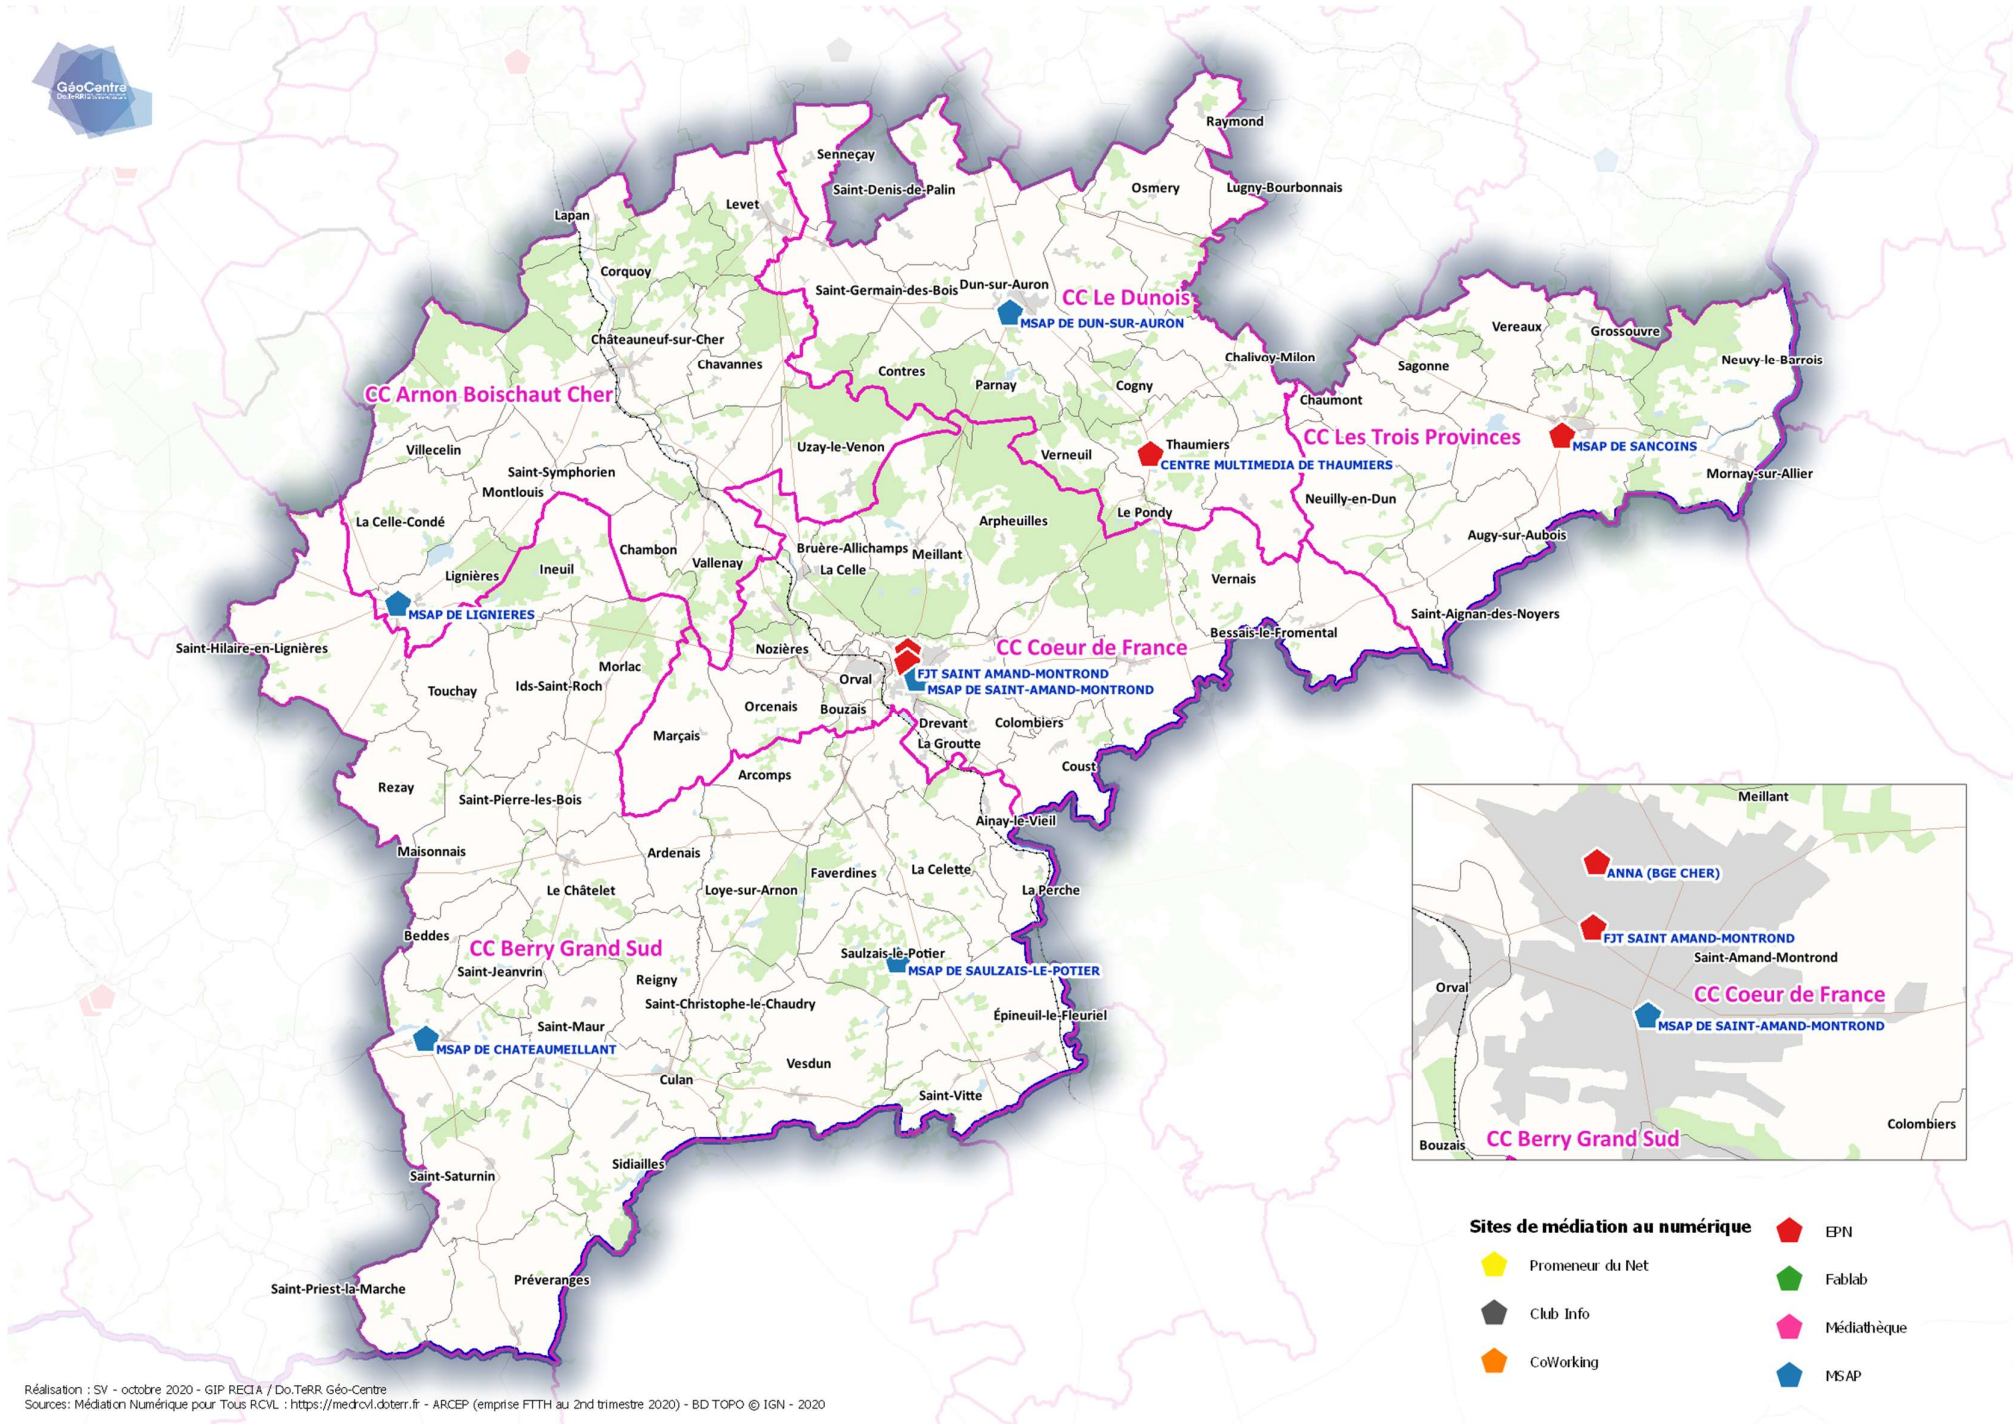 GéoCentre
Do.TeRR
Raymond
Senneçay
Saint-Denis-de-Palin
Osmery
Lugny-Bourbonnais
Levet
Lapan
Corquoy
Saint-Germain-des-Bois
Dun-sur-Auron
CC Le Dunois
MSAP DE DUN-SUR-AURON
Vereaux
Grossouvre
Châteauneuf-sur-Cher
Chavannes
Contres
Parnay
Cogny
Chalivoy-Milon
Sagonne
Neuvy-le-Barrois
CC Arnon Boischaut Cher
Chaumont
CC Les Trois Provinces
MSAP DE SANCOINS
Villecelin
Uzay-le-Venon
Verneuil
Thaumiers
CENTRE MULTIMEDIA DE THAUMIERS
Mornay-sur-Allier
Saint-Symphorien
Montlouis
Neuilly-en-Dun
La Celle-Condé
Arpheuilles
Le Pondy
Augy-sur-Aubois
Chambon
Vallenay
Bruère-Allichamps
Meillant
La Celle
Lignières
Ineuil
Vernais
MSAP DE LIGNIERES
Saint-Aignan-des-Noyers
Bessais-le-Fromental
Saint-Hilaire-en-Lignières
Nozières
CC Coeur de France
Morlac
Touchay
Ids-Saint-Roch
Orval
FJT SAINT AMAND-MONTROND
MSAP DE SAINT-AMAND-MONTROND
Orcenais
Bouzais
Drevant
Colombiers
Marçais
La Groutte
Coust
Arcomps
Rezay
Saint-Pierre-les-Bois
Ainay-le-Vieil
Maisonnais
Ardenais
Le Châtelet
Loye-sur-Arnon
Faverdines
La Celette
La Perche
Beddes
CC Berry Grand Sud
Saulzais-le-Potier
MSAP DE SAULZAIS-LE-POTIER
Saint-Jeanvrin
Reigny
Saint-Christophe-le-Chaudry
Épineuil-le-Fleuriel
Saint-Maur
MSAP DE CHATEAUMEILLANT
Vesdun
Culan
Saint-Vitte
Sidiailles
Saint-Saturnin
Préveranges
Saint-Priest-la-Marche
Meillant
ANNA (BGE CHER)
FJT SAINT AMAND-MONTROND
Saint-Amand-Montrond
Orval
CC Coeur de France
MSAP DE SAINT-AMAND-MONTROND
Colombiers
Bouzais
CC Berry Grand Sud
Sites de médiation au numérique
Promeneur du Net
Club Info
CoWorking
EPN
Fablab
Médiathèque
MSAP
Réalisation : SV - octobre 2020 - GIP RECIA / Do.TeRR Géo-Centre
Sources: Médiation Numérique pour Tous RCVL : https://medrcvl.doterr.fr - ARCEP (emprise FTTH au 2nd trimestre 2020) - BD TOPO © IGN - 2020